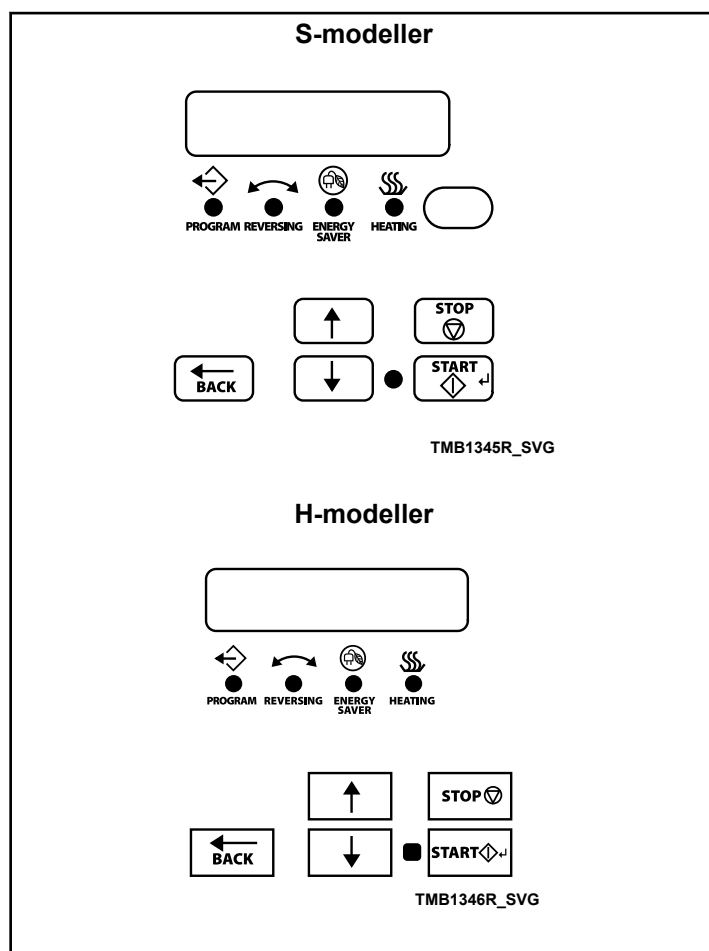 S-modeller
PROGRAM REVERSING ENERGY SAVER HEATING
STOP
START
BACK
TMB1345R_SVG
H-modeller
PROGRAM REVERSING ENERGY SAVER HEATING
STOP
BACK START
TMB1346R_SVG